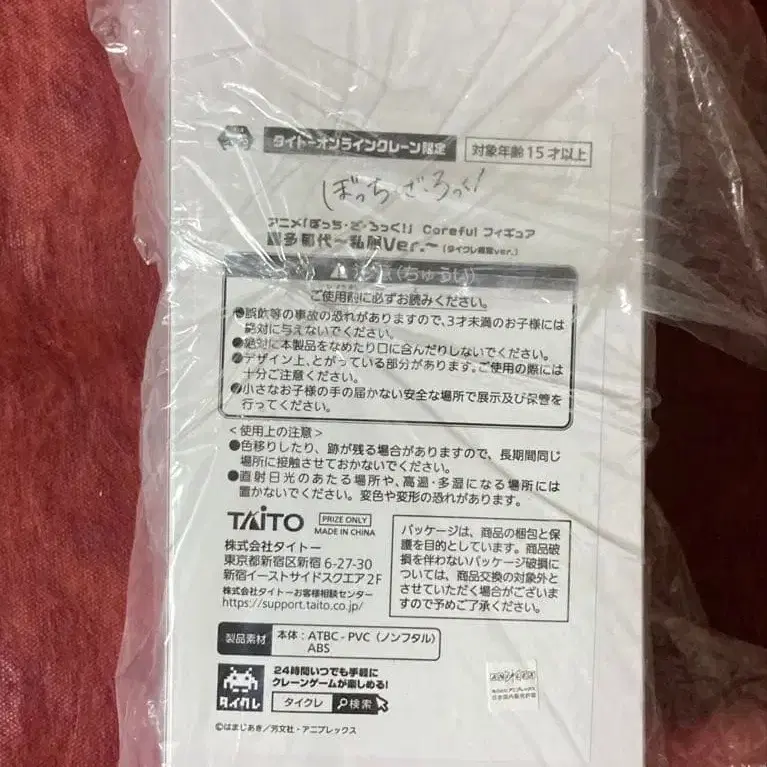 タイトーオンラインクレーン限定
対象年齢15才以上
ぼっち・ざ・ろっく!
アニメ「ぼっち・ざ・ろっく!」 Coreful フィギュア
喜多郁代~私服Ver.~(タイクレ限定ver.)
注意(ちゅうい)
ご使用前に必ずお読みください。
誤飲等の事故の恐れがありますので、3才未満のお子様には
絶対に与えないでください。
絶対に本製品をなめたり口に含んだりしないでください。
デザイン上、とがっている部分があります。ご使用の際には
十分ご注意ください。
小さなお子様の手の届かない安全な場所で展示及び保管を
行ってください。
<使用上の注意>
●色移りしたり、跡が残る場合がありますので、長期間同じ
場所に接触させておかないでください。
●直射日光のあたる場所や、高温・多湿になる場所には
置かないでください。変色や変形の恐れがあります。
TAITO
PRIZE ONLY
MADE IN CHINA
株式会社タイトー
東京都新宿区新宿 6-27-30
新宿イーストサイドスクエア 2F
株式会社タイトーお客様相談センター
https://support.taito.co.jp/
パッケージは、商品の梱包と保
護を目的としています。商品破
損を伴わないパッケージ破損に
ついては、商品交換の対象外と
させていただく場合がございま
すので予めご了承ください。
製品素材
本体:ATBC-PVC(ノンフタル)
ABS
タイクレ
24時間いつでも手軽に
クレーンゲームが楽しめる!
タイクレ 検索
ANIPLEX
株式会社アニプレックス
日本国内販売許諾
©はまじあき/芳文社・アニプレックス